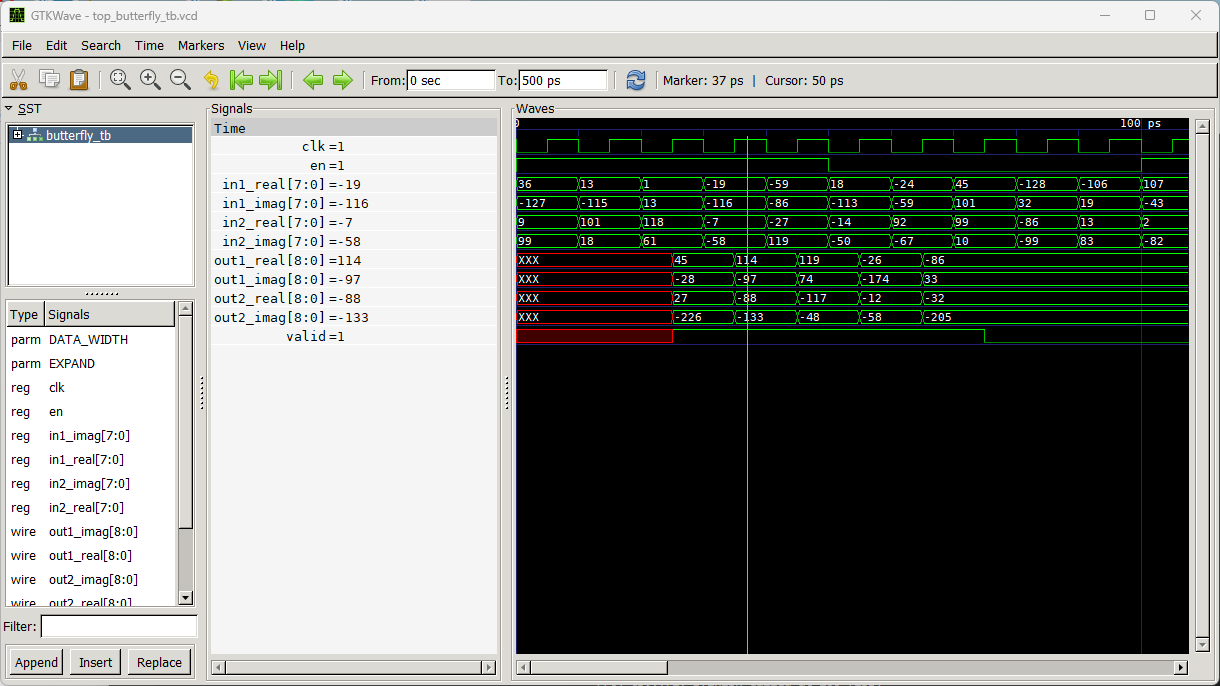 GTKWave - top_butterfly_tb.vcd
File Edit Search Time Markers View Help
From: 0 sec To: 500 ps Marker: 37 ps | Cursor: 50 ps
SST
butterfly_tb
Type Signals
parm DATA_WIDTH
parm EXPAND
reg clk
reg en
reg in1_imag[7:0]
reg in1_real[7:0]
reg in2_imag[7:0]
reg in2_real[7:0]
wire out1_imag[8:0]
wire out1_real[8:0]
wire out2_imag[8:0]
wire out2_real[8:0]
Filter:
Append Insert Replace
Signals
Time
clk =1
en =1
in1_real[7:0] =-19
in1_imag[7:0] =-116
in2_real[7:0] =-7
in2_imag[7:0] =-58
out1_real[8:0] =114
out1_imag[8:0] =-97
out2_real[8:0] =-88
out2_imag[8:0] =-133
valid =1
Waves
0 100 ps
36 13 1 -19 -59 18 -24 45 -128 -106 107
-127 -115 13 -116 -86 -113 -59 101 32 19 -43
9 101 118 -7 -27 -14 92 99 -86 13 2
99 18 61 -58 119 -50 -67 10 -99 83 -82
XXX 45 114 119 -26 -86
XXX -28 -97 74 -174 33
XXX 27 -88 -117 -12 -32
XXX -226 -133 -48 -58 -205